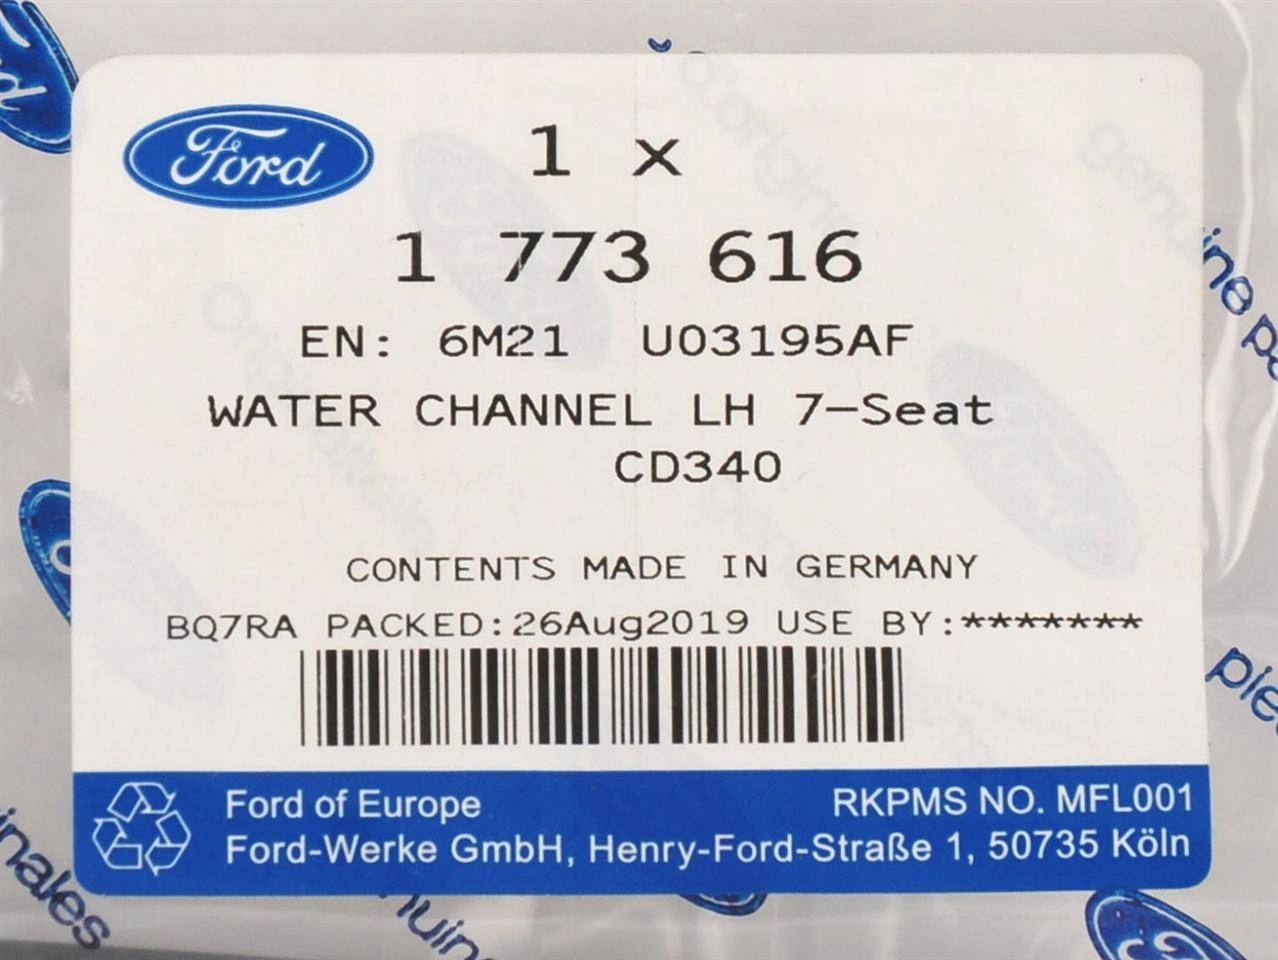 Ford
1 x
1 773 616
EN: 6M21 U03195AF
WATER CHANNEL LH 7-Seat
CD340
CONTENTS MADE IN GERMANY
BQ7RA PACKED:26Aug2019 USE BY:*******
Ford of Europe
RKPMS NO. MFL001
Ford-Werke GmbH, Henry-Ford-Straße 1, 50735 Köln